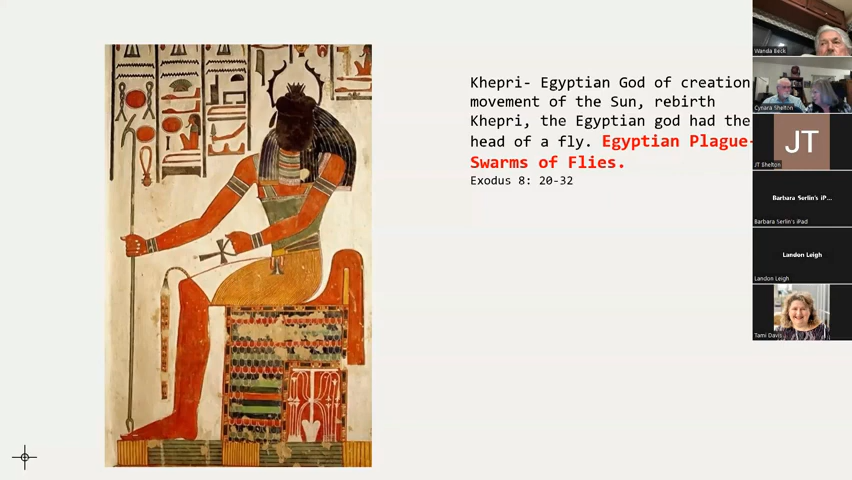 Khepri- Egyptian God of creation
movement of the Sun, rebirth
Khepri, the Egyptian god had the
head of a fly. Egyptian Plague-
Swarms of Flies.
Exodus 8: 20-32
Wanda Beck
Cynara Shelton
JT
JT Shelton
Barbara Serlin's iP...
Barbara Serlin's iPad
Landon Leigh
Landon Leigh
Tami Davis